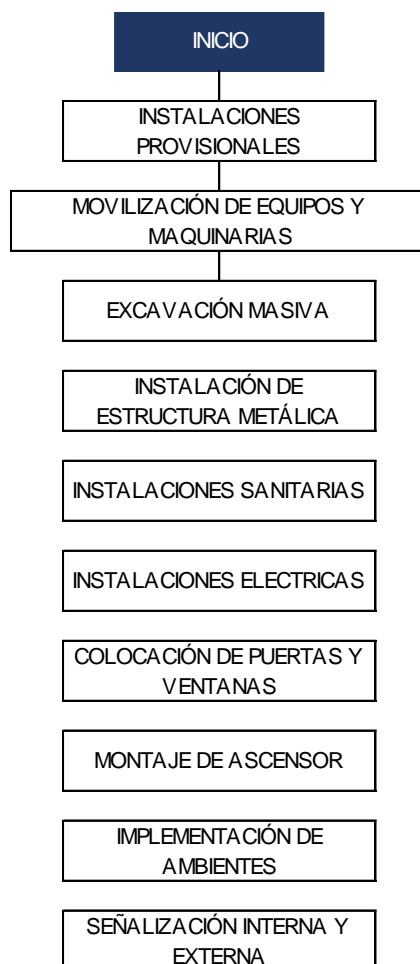 INICIO
INSTALACIONES
PROVISIONALES
MOVILIZACIÓN DE EQUIPOS Y
MAQUINARIAS
EXCAVACIÓN MASIVA
INSTALACIÓN DE
ESTRUCTURA METÁLICA
INSTALACIONES SANITARIAS
INSTALACIONES ELECTRICAS
COLOCACIÓN DE PUERTAS Y
VENTANAS
MONTAJE DE ASCENSOR
IMPLEMENTACIÓN DE
AMBIENTES
SEÑALIZACIÓN INTERNA Y
EXTERNA